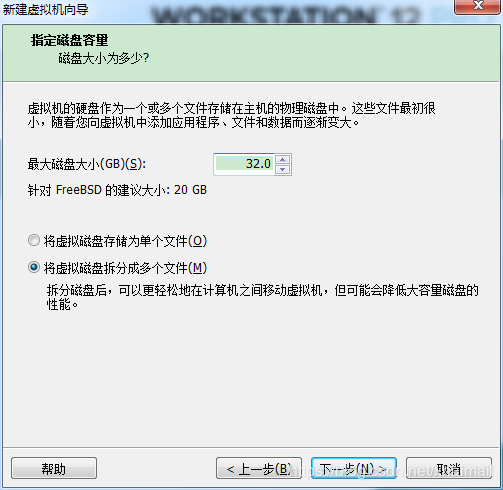 新建虚拟机向导
WORKSTATION 12
指定磁盘容量
磁盘大小为多少?
虚拟机的硬盘作为一个或多个文件存储在主机的物理磁盘中。这些文件最初很
小，随着您向虚拟机中添加应用程序、文件和数据而逐渐变大。
最大磁盘大小(GB)(S): 32.0
针对 FreeBSD 的建议大小: 20 GB
将虚拟磁盘存储为单个文件(O)
将虚拟磁盘拆分成多个文件(M)
拆分磁盘后，可以更轻松地在计算机之间移动虚拟机，但可能会降低大容量磁盘的
性能。
帮助 < 上一步(B) 下一步(N) > 取消